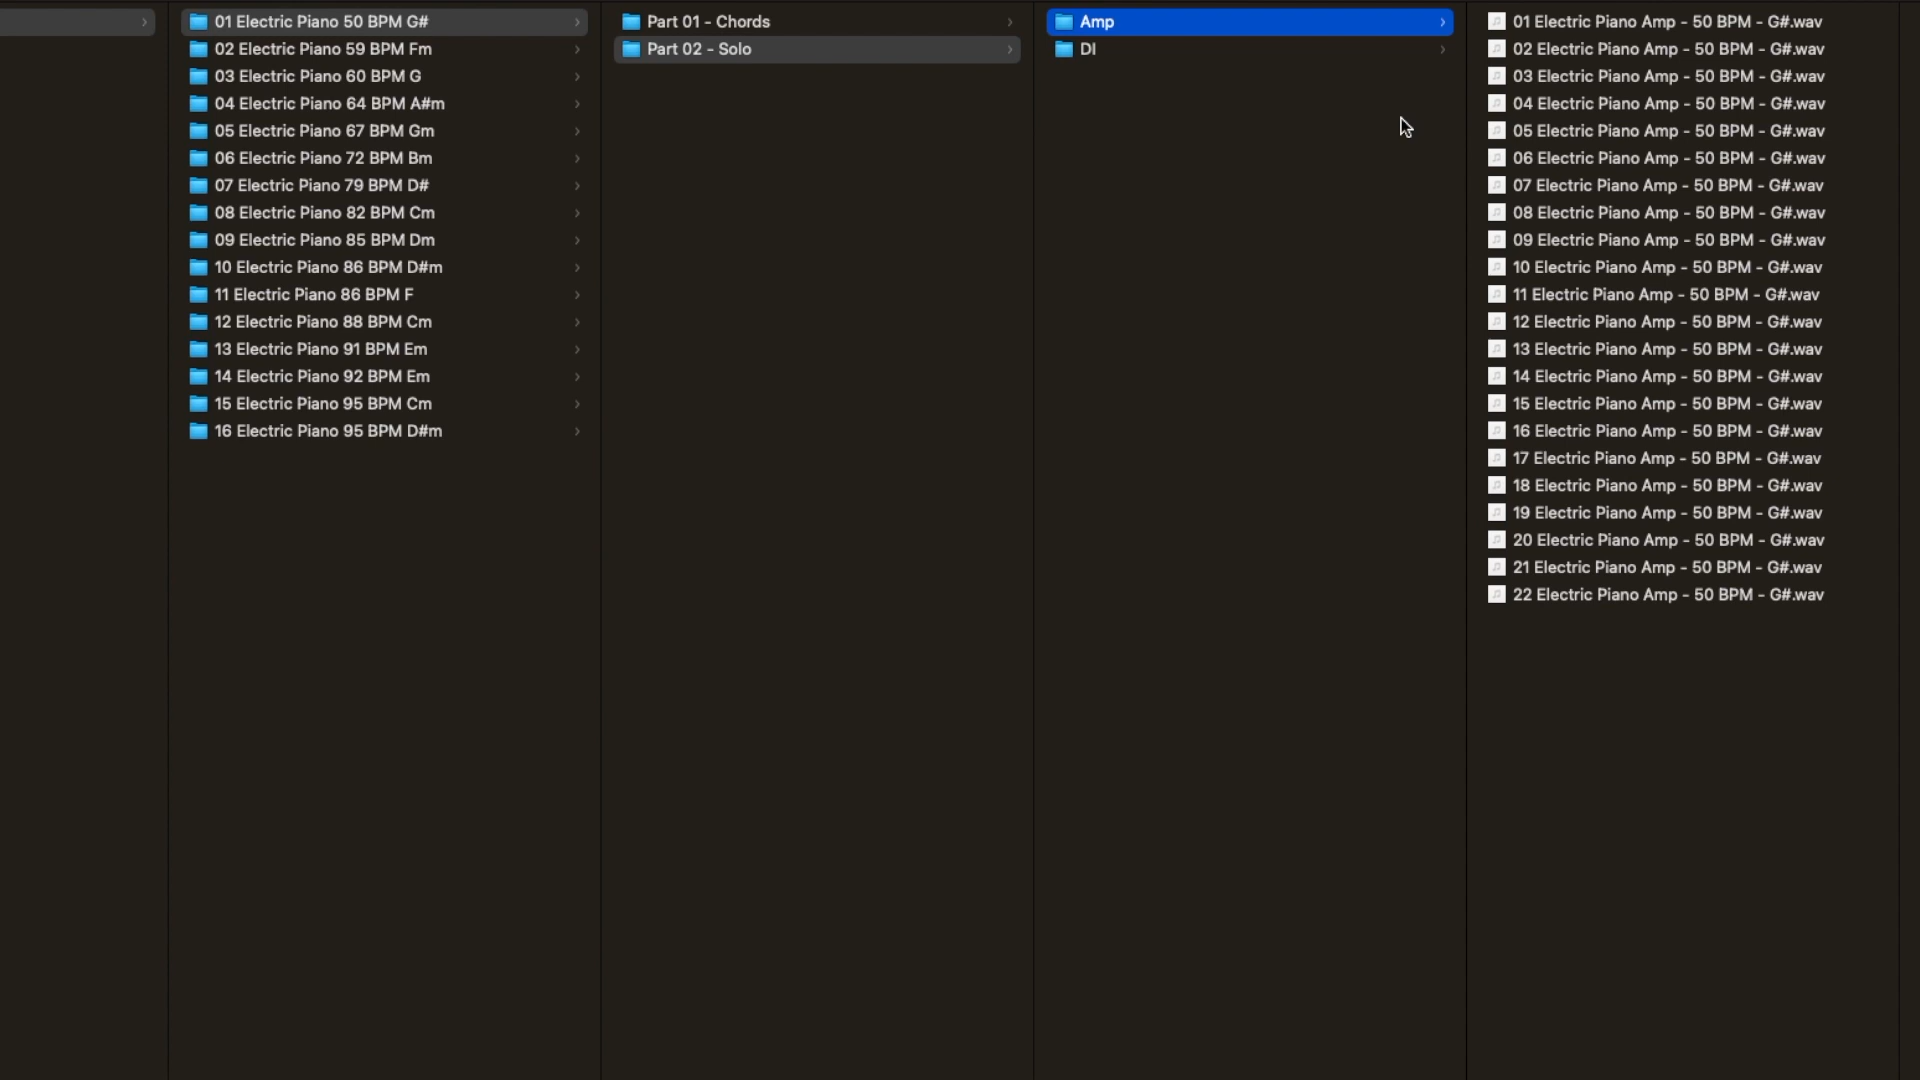 01 Electric Piano 50 BPM G#
02 Electric Piano 59 BPM Fm
03 Electric Piano 60 BPM G
04 Electric Piano 64 BPM A#m
05 Electric Piano 67 BPM Gm
06 Electric Piano 72 BPM Bm
07 Electric Piano 79 BPM D#
08 Electric Piano 82 BPM Cm
09 Electric Piano 85 BPM Dm
10 Electric Piano 86 BPM D#m
11 Electric Piano 86 BPM F
12 Electric Piano 88 BPM Cm
13 Electric Piano 91 BPM Em
14 Electric Piano 92 BPM Em
15 Electric Piano 95 BPM Cm
16 Electric Piano 95 BPM D#m
Part 01 - Chords
Part 02 - Solo
Amp
DI
01 Electric Piano Amp - 50 BPM - G#.wav
02 Electric Piano Amp - 50 BPM - G#.wav
03 Electric Piano Amp - 50 BPM - G#.wav
04 Electric Piano Amp - 50 BPM - G#.wav
05 Electric Piano Amp - 50 BPM - G#.wav
06 Electric Piano Amp - 50 BPM - G#.wav
07 Electric Piano Amp - 50 BPM - G#.wav
08 Electric Piano Amp - 50 BPM - G#.wav
09 Electric Piano Amp - 50 BPM - G#.wav
10 Electric Piano Amp - 50 BPM - G#.wav
11 Electric Piano Amp - 50 BPM - G#.wav
12 Electric Piano Amp - 50 BPM - G#.wav
13 Electric Piano Amp - 50 BPM - G#.wav
14 Electric Piano Amp - 50 BPM - G#.wav
15 Electric Piano Amp - 50 BPM - G#.wav
16 Electric Piano Amp - 50 BPM - G#.wav
17 Electric Piano Amp - 50 BPM - G#.wav
18 Electric Piano Amp - 50 BPM - G#.wav
19 Electric Piano Amp - 50 BPM - G#.wav
20 Electric Piano Amp - 50 BPM - G#.wav
21 Electric Piano Amp - 50 BPM - G#.wav
22 Electric Piano Amp - 50 BPM - G#.wav